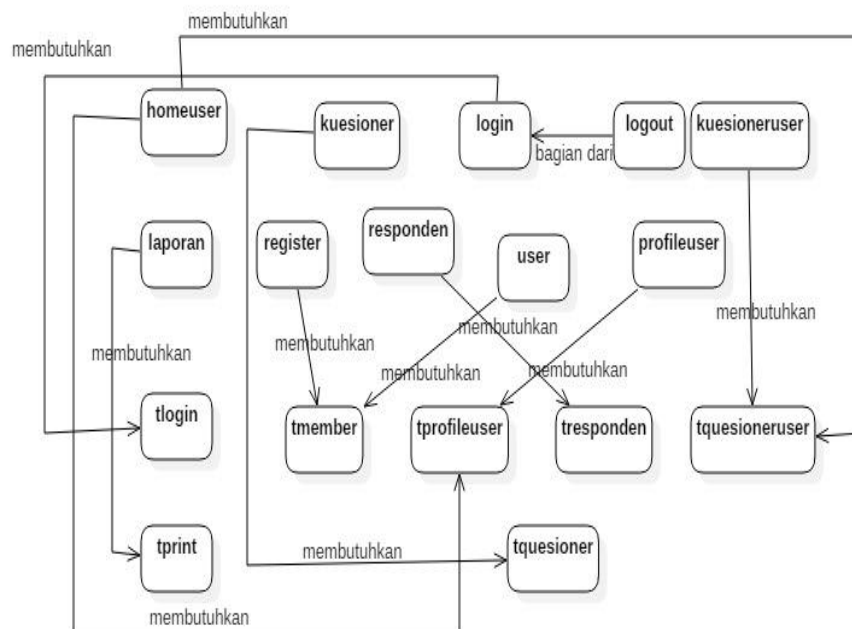 membutuhkan
membutuhkan
homeuser
kuesioner
login
logout
kuesioneruser
bagian dari
laporan
register
responden
user
profileuser
membutuhkan
membutuhkan
membutuhkan
membutuhkan
membutuhkan
membutuhkan
tlogin
tmember
tprofileuser
tresponden
tquesioneruser
tprint
membutuhkan
tquesioner
membutuhkan